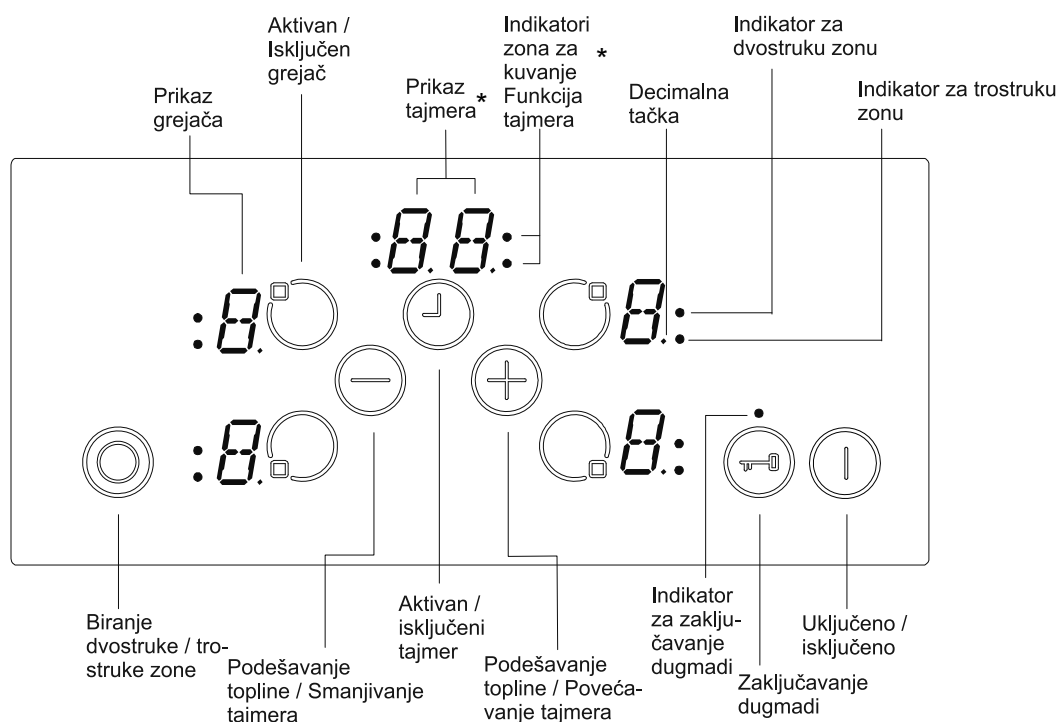 Aktivan /
Isključen
grejač
Indikatori
zona za
kuvanje *
Funkcija
tajmera
Indikator za
dvostruku zonu
Prikaz
grejača
Prikaz
tajmera*
Decimalna
tačka
Indikator za trostruku
zonu
Biranje
dvostruke / tro-
struke zone
Podešavanje
topline / Smanjivanje
tajmera
Aktivan /
isključeni
tajmer
Podešavanje
topline / Poveća-
vanje tajmera
Indikator
za zaklju-
čavanje
dugmadi
Zaključavanje
dugmadi
Uključeno /
isključeno